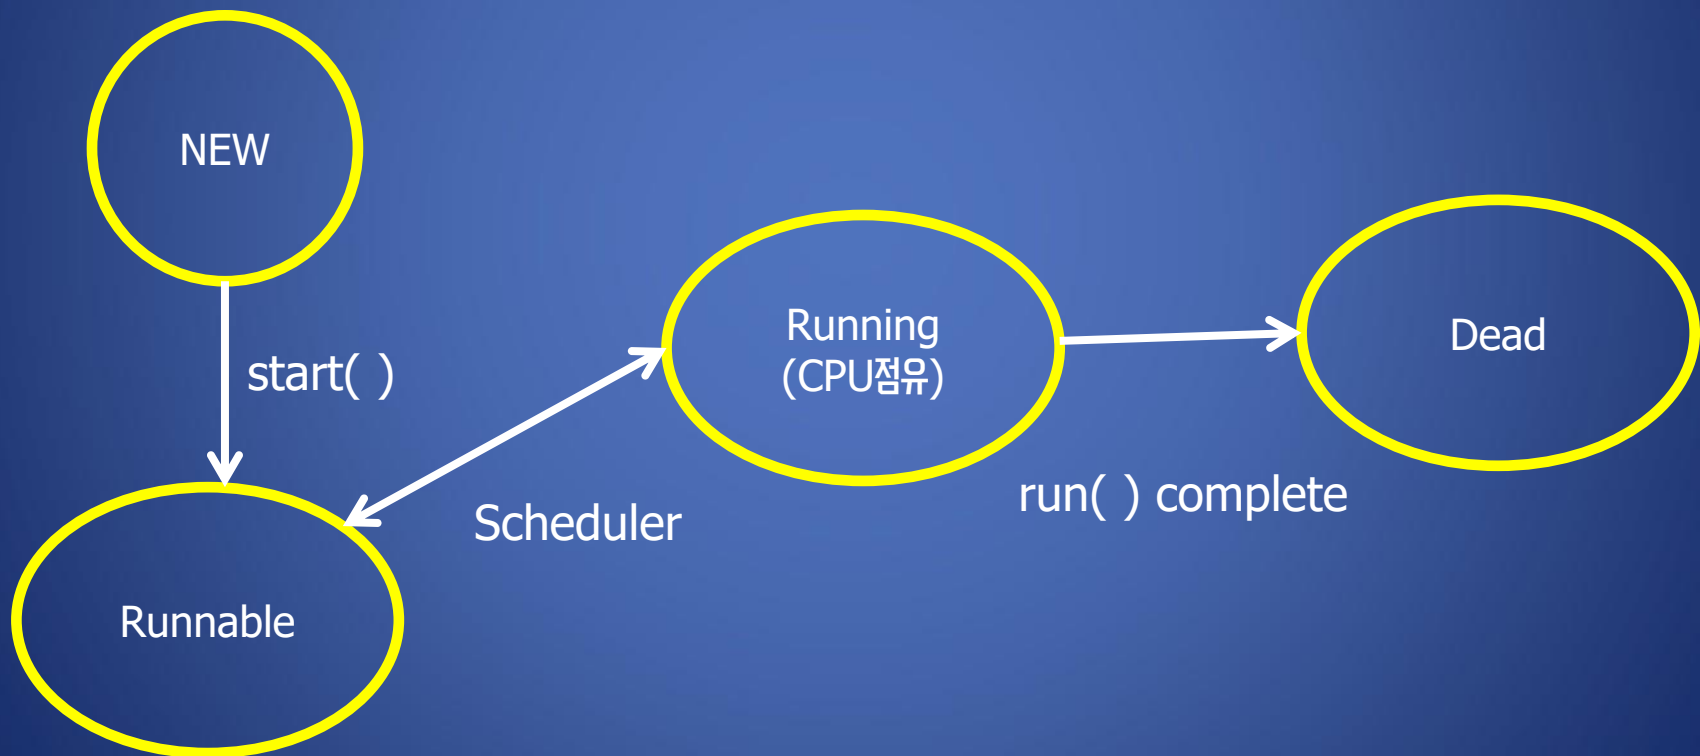 NEW
start( )
Running
(CPU점유)
Dead
run( ) complete
Scheduler
Runnable